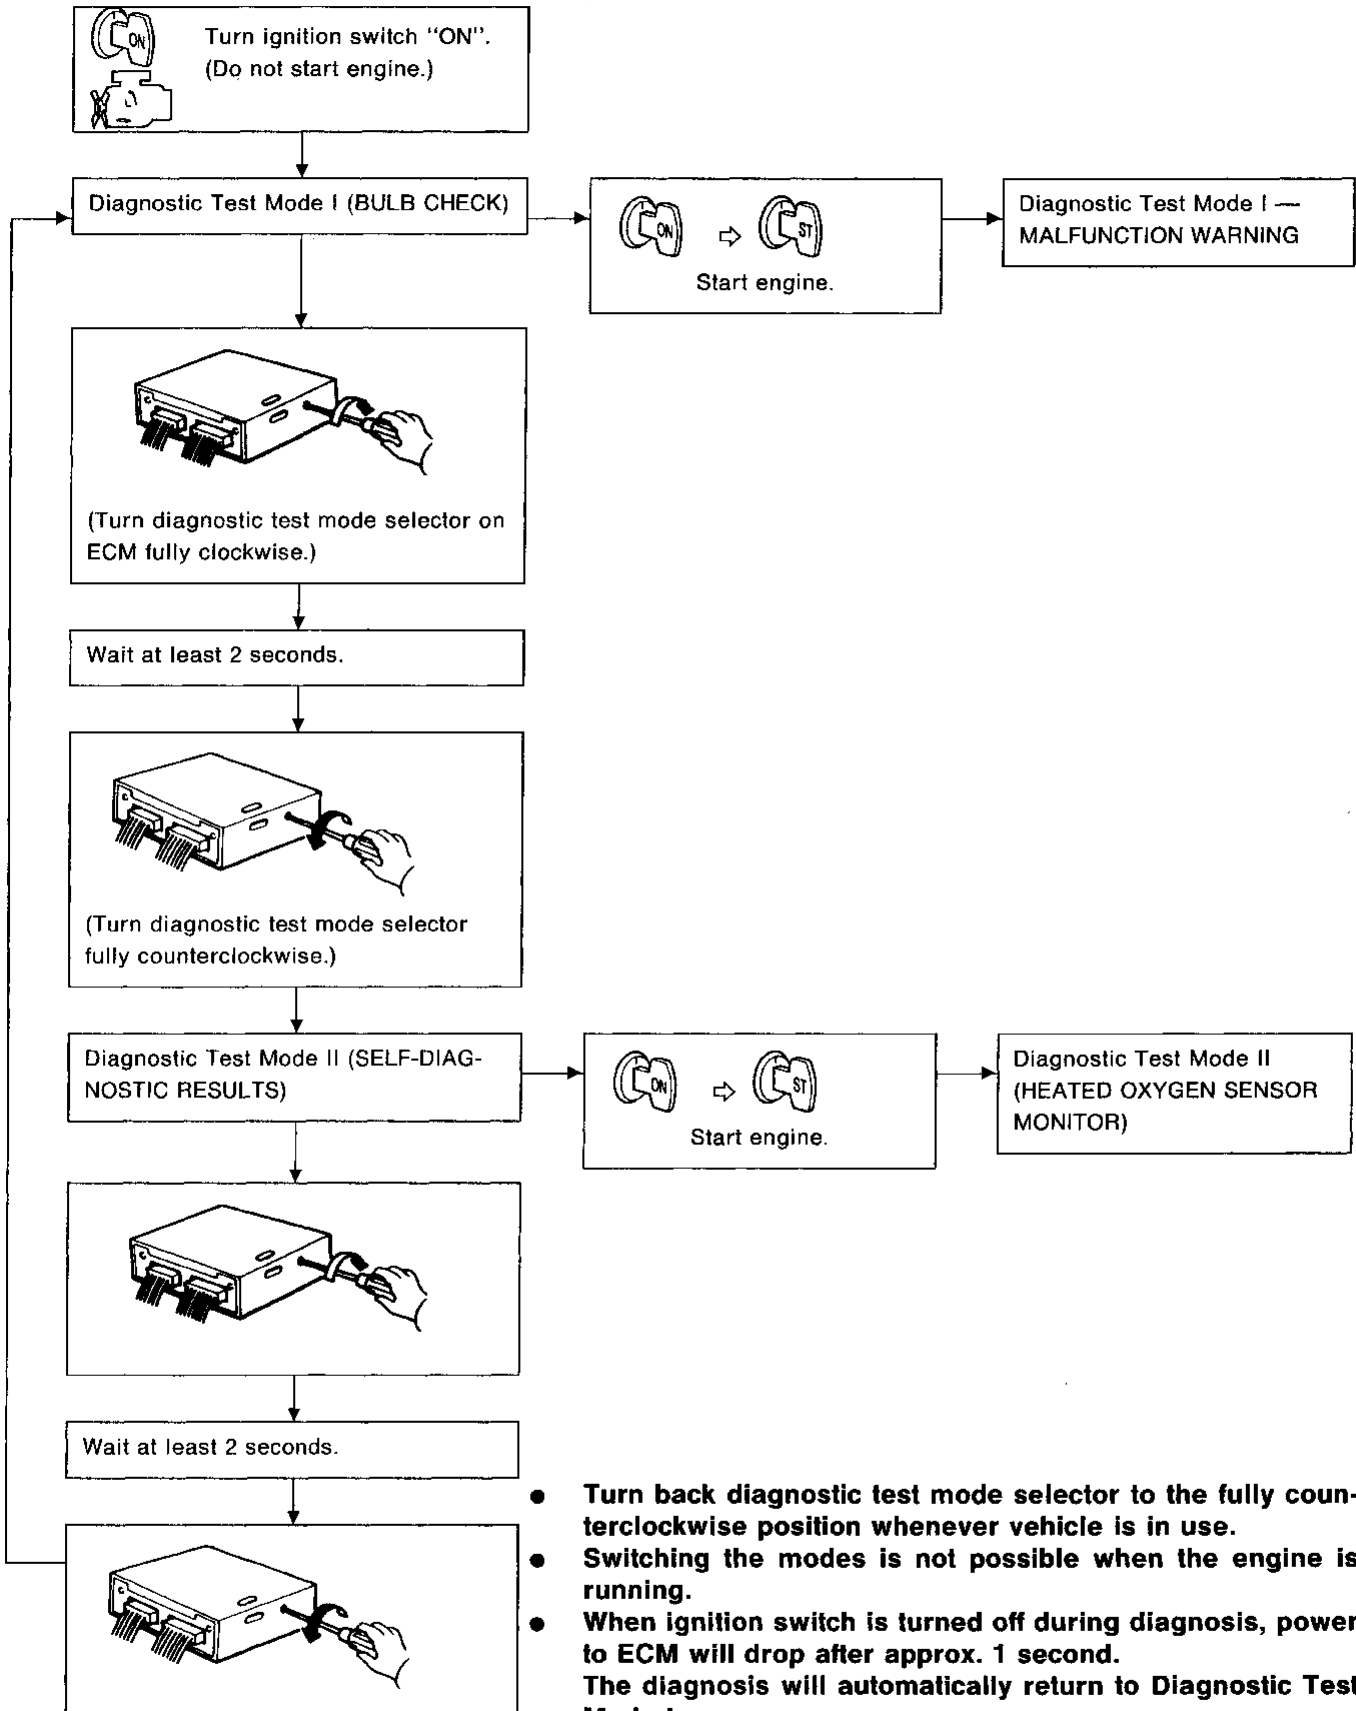 ON
Turn ignition switch "ON".
(Do not start engine.)
Diagnostic Test Mode I (BULB CHECK)
ON
ST
Start engine.
Diagnostic Test Mode I —
MALFUNCTION WARNING
(Turn diagnostic test mode selector on
ECM fully clockwise.)
Wait at least 2 seconds.
(Turn diagnostic test mode selector
fully counterclockwise.)
Diagnostic Test Mode II (SELF-DIAG-
NOSTIC RESULTS)
ON
ST
Start engine.
Diagnostic Test Mode II
(HEATED OXYGEN SENSOR
MONITOR)
Wait at least 2 seconds.
● Turn back diagnostic test mode selector to the fully coun-
terclockwise position whenever vehicle is in use.
● Switching the modes is not possible when the engine is
running.
● When ignition switch is turned off during diagnosis, power
to ECM will drop after approx. 1 second.
The diagnosis will automatically return to Diagnostic Test